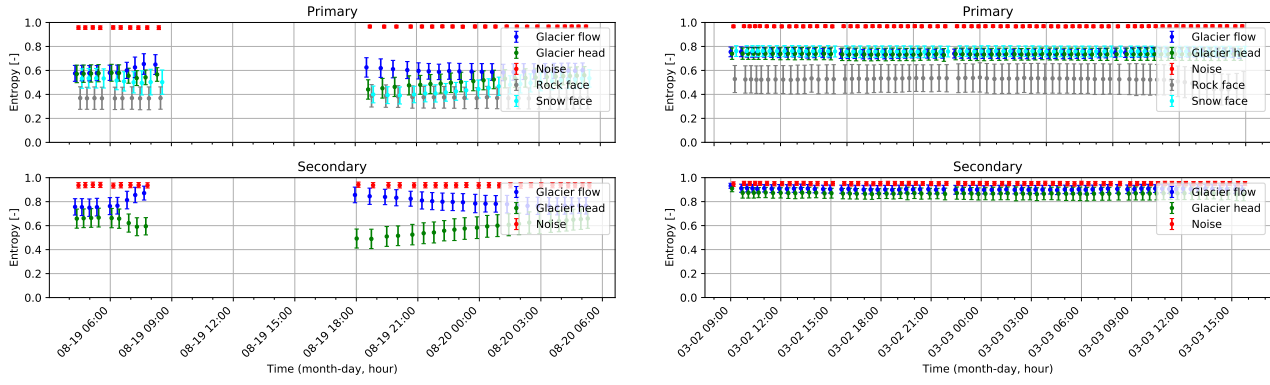 Primary
Entropy [-]
1.0
0.8
0.6
0.4
0.2
0.0
Glacier flow
Glacier head
Noise
Rock face
Snow face
Secondary
Entropy [-]
1.0
0.8
0.6
0.4
0.2
0.0
Glacier flow
Glacier head
Noise
08-19 06:00
08-19 09:00
08-19 12:00
08-19 15:00
08-19 18:00
08-19 21:00
08-20 00:00
08-20 03:00
08-20 06:00
Time (month-day, hour)
Primary
Entropy [-]
1.0
0.8
0.6
0.4
0.2
0.0
Glacier flow
Glacier head
Noise
Rock face
Snow face
Secondary
Entropy [-]
1.0
0.8
0.6
0.4
0.2
0.0
Glacier flow
Glacier head
Noise
03-02 09:00
03-02 12:00
03-02 15:00
03-02 18:00
03-02 21:00
03-03 00:00
03-03 03:00
03-03 06:00
03-03 09:00
03-03 12:00
03-03 15:00
Time (month-day, hour)